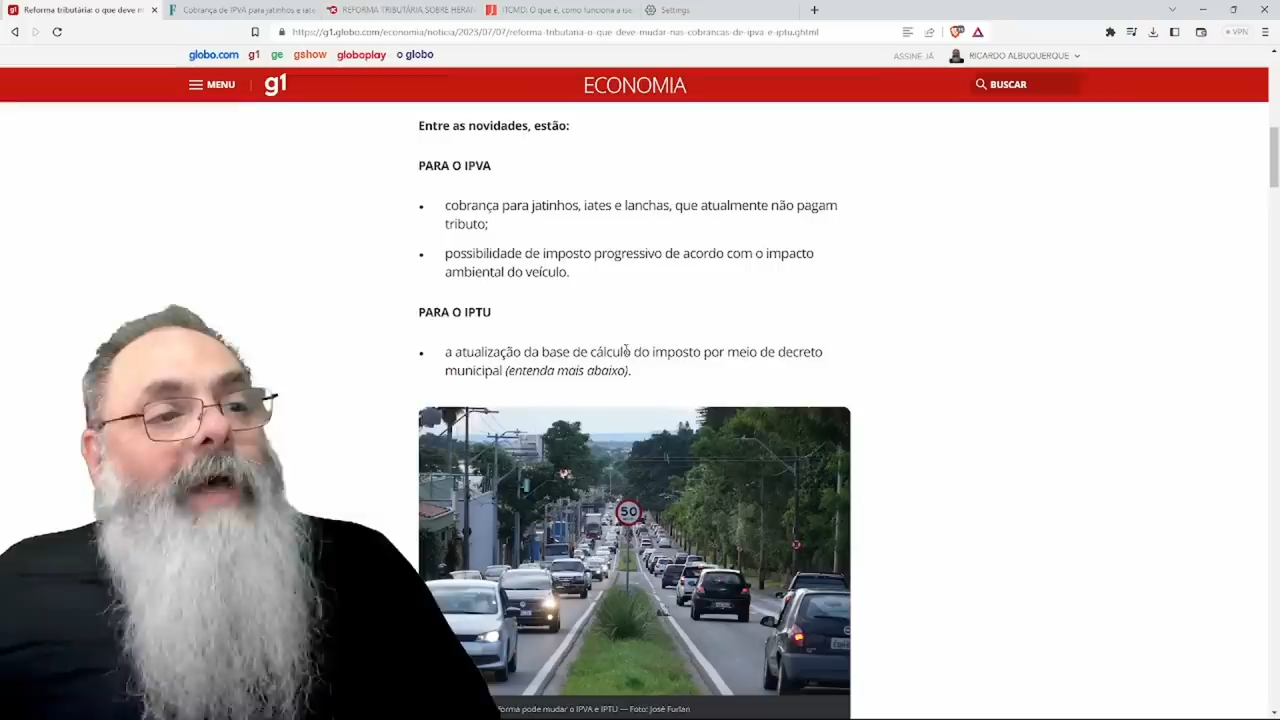 Reforma tributária: o que deve m
Cobrança de IPVA para jatinhos e iate
REFORMA TRIBUTÁRIA SOBRE HERAN
ITCMD: O que é, como funciona a ise
Settings
https://g1.globo.com/economia/noticia/2023/07/07/reforma-tributaria-o-que-deve-mudar-nas-cobrancas-de-ipva-e-iptu.ghtml
VPN
globo.com g1 ge gshow globoplay o globo
ASSINE JÁ
RICARDO ALBUQUERQUE
MENU
g1
ECONOMIA
BUSCAR
Entre as novidades, estão:
PARA O IPVA
• cobrança para jatinhos, iates e lanchas, que atualmente não pagam
tributo;
• possibilidade de imposto progressivo de acordo com o impacto
ambiental do veículo.
PARA O IPTU
• a atualização da base de cálculo do imposto por meio de decreto
municipal (entenda mais abaixo).
50
forma pode mudar o IPVA e IPTU — Foto: José Furlan